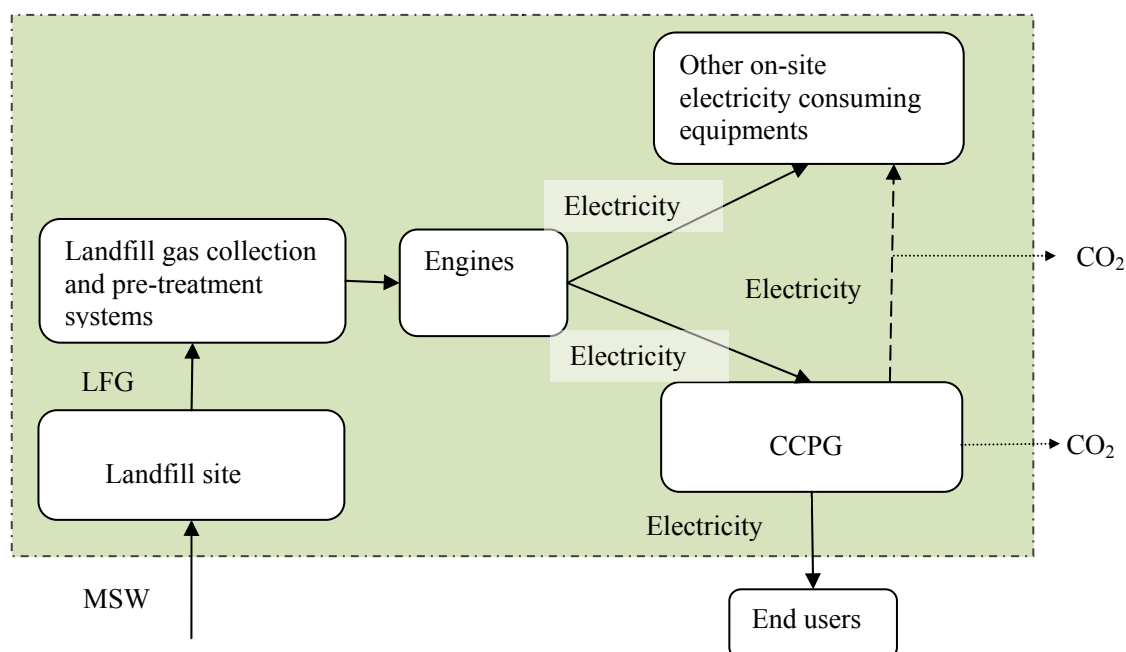 Other on-site
electricity consuming
equipments
Electricity
Landfill gas collection
and pre-treatment
systems
Engines
CO₂
Electricity
Electricity
LFG
CCPG
CO₂
Landfill site
Electricity
MSW
End users